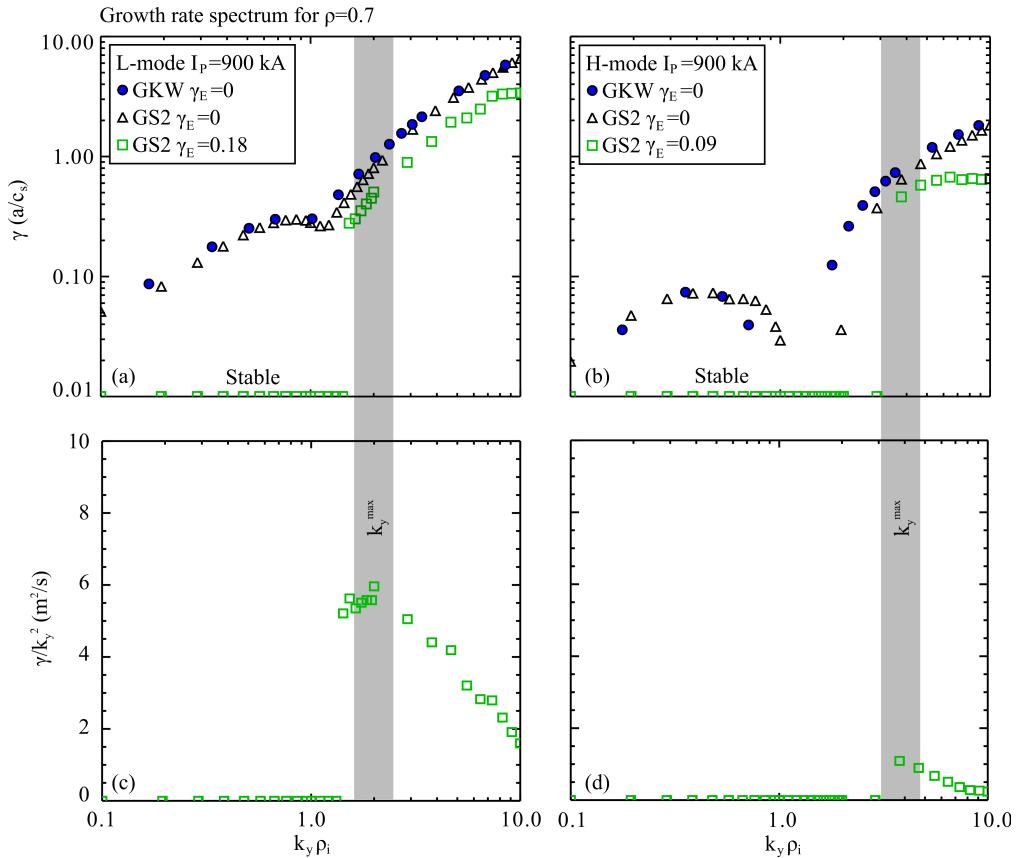 Growth rate spectrum for ρ=0.7
10.00
1.00
0.10
0.01
γ (a/c_s)
L-mode I_P=900 kA
GKW γ_E=0
GS2 γ_E=0
GS2 γ_E=0.18
(a)
Stable
H-mode I_P=900 kA
GKW γ_E=0
GS2 γ_E=0
GS2 γ_E=0.09
(b)
Stable
10
8
6
4
2
0
γ/k_y^2 (m^2/s)
k_y^max
(c)
0.1
1.0
10.0
k_y ρ_i
k_y^max
(d)
0.1
1.0
10.0
k_y ρ_i